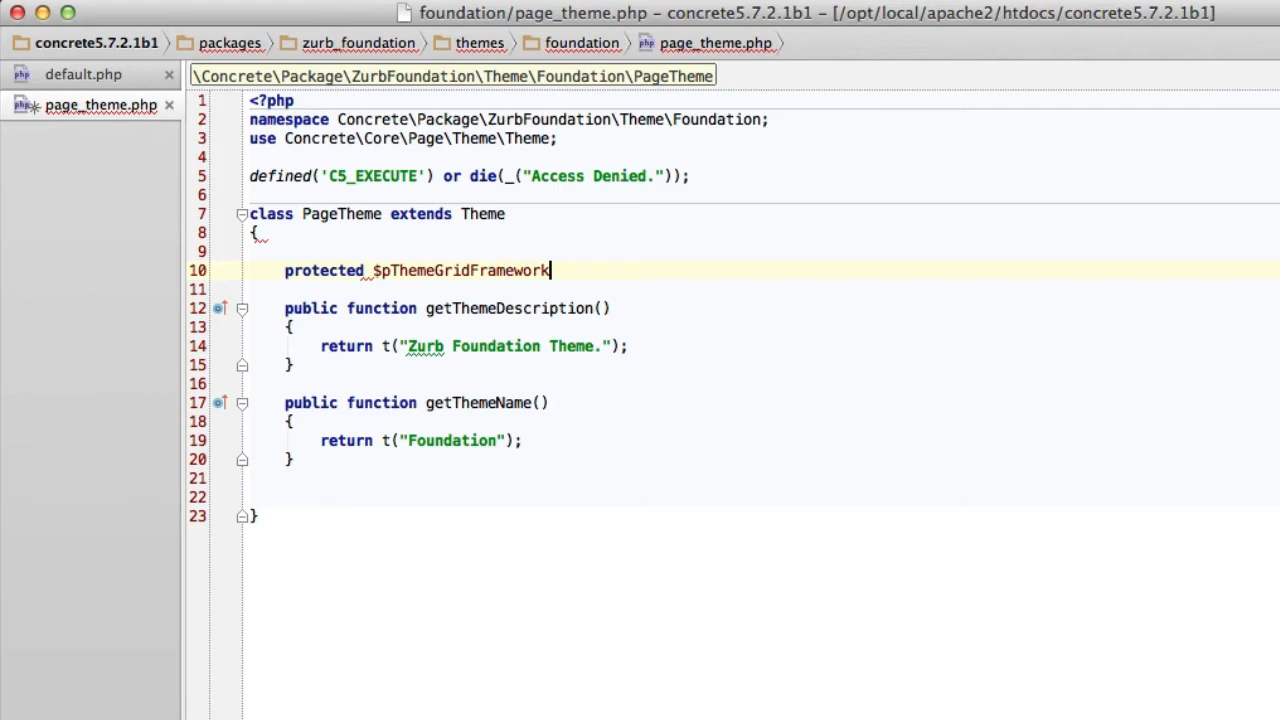 foundation/page_theme.php – concrete5.7.2.1b1 – [/opt/local/apache2/htdocs/concrete5.7.2.1b1]
concrete5.7.2.1b1 packages zurb_foundation themes foundation page_theme.php
default.php
page_theme.php
\Concrete\Package\ZurbFoundation\Theme\Foundation\PageTheme
1 <?php
2 namespace Concrete\Package\ZurbFoundation\Theme\Foundation;
3 use Concrete\Core\Page\Theme\Theme;
4
5 defined('C5_EXECUTE') or die(_("Access Denied."));
6
7 class PageTheme extends Theme
8 {
9
10 protected $pThemeGridFramework
11
12 public function getThemeDescription()
13 {
14 return t("Zurb Foundation Theme.");
15 }
16
17 public function getThemeName()
18 {
19 return t("Foundation");
20 }
21
22
23 }